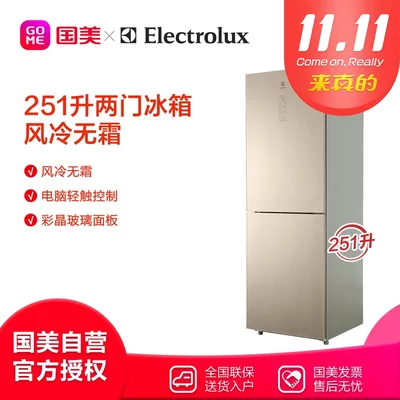 GO
ME
国美×Electrolux
11.11
Come on, Really
来真的
251升两门冰箱
风冷无霜
风冷无霜
电脑轻触控制
彩晶玻璃面板
251升
国美自营
官方授权
全国联保
送货入户
国美发票
售后无忧